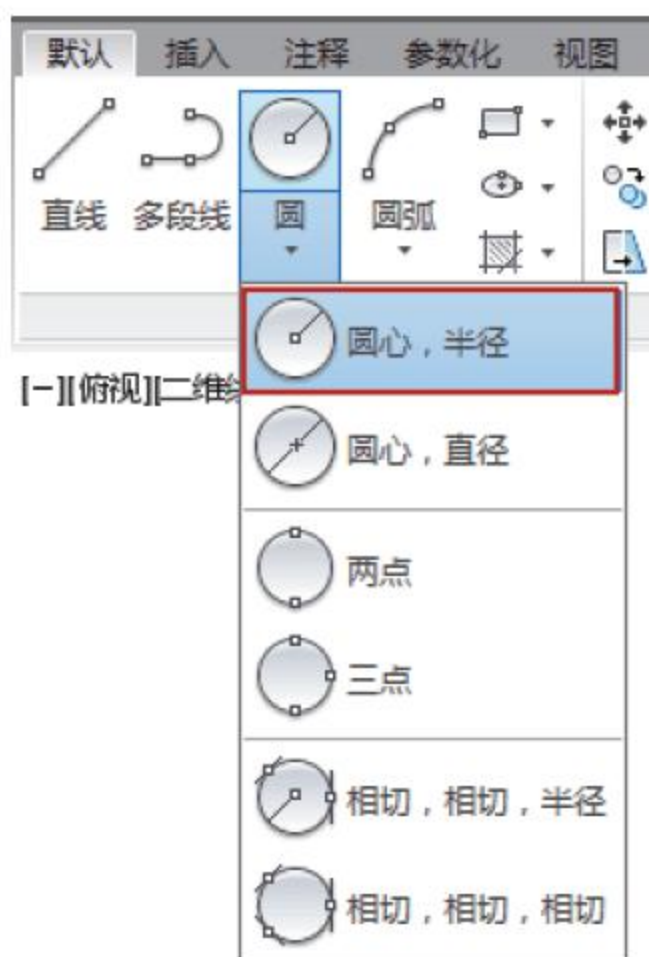 默认 插入 注释 参数化 视图
直线 多段线 圆 圆弧
圆心，半径
[−][俯视][二维
圆心，直径
两点
三点
相切，相切，半径
相切，相切，相切